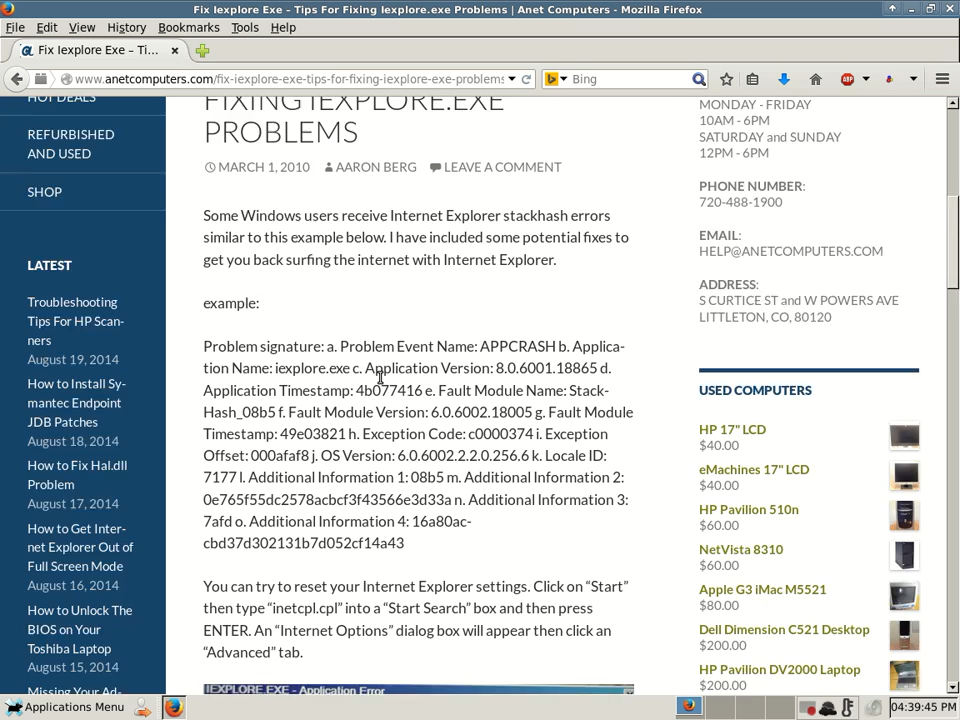 Fix Iexplore Exe – Tips For Fixing Iexplore.exe Problems | Anet Computers - Mozilla Firefox
File Edit View History Bookmarks Tools Help
Fix Iexplore Exe – Ti...
www.anetcomputers.com/fix-iexplore-exe-tips-for-fixing-iexplore-exe-problems
Bing
ABP
HOT DEALS
REFURBISHED
AND USED
SHOP
LATEST
Troubleshooting
Tips For HP Scan-
ners
August 19, 2014
How to Install Sy-
mantec Endpoint
JDB Patches
August 18, 2014
How to Fix Hal.dll
Problem
August 17, 2014
How to Get Inter-
net Explorer Out of
Full Screen Mode
August 16, 2014
How to Unlock The
BIOS on Your
Toshiba Laptop
August 15, 2014
Missing Your Ad-
FIXING IEXPLORE.EXE
PROBLEMS
MARCH 1, 2010 AARON BERG LEAVE A COMMENT
Some Windows users receive Internet Explorer stackhash errors
similar to this example below. I have included some potential fixes to
get you back surfing the internet with Internet Explorer.
example:
Problem signature: a. Problem Event Name: APPCRASH b. Applica-
tion Name: iexplore.exe c. Application Version: 8.0.6001.18865 d.
Application Timestamp: 4b077416 e. Fault Module Name: Stack-
Hash_08b5 f. Fault Module Version: 6.0.6002.18005 g. Fault Module
Timestamp: 49e03821 h. Exception Code: c0000374 i. Exception
Offset: 000afaf8 j. OS Version: 6.0.6002.2.2.0.256.6 k. Locale ID:
7177 l. Additional Information 1: 08b5 m. Additional Information 2:
0e765f55dc2578acbcf3f43566e3d33a n. Additional Information 3:
7afd o. Additional Information 4: 16a80ac-
cbd37d302131b7d052cf14a43
You can try to reset your Internet Explorer settings. Click on “Start”
then type “inetcpl.cpl” into a “Start Search” box and then press
ENTER. An “Internet Options” dialog box will appear then click an
“Advanced” tab.
IEXPLORE.EXE - Application Error
MONDAY - FRIDAY
10AM - 6PM
SATURDAY and SUNDAY
12PM - 6PM
PHONE NUMBER:
720-488-1900
EMAIL:
HELP@ANETCOMPUTERS.COM
ADDRESS:
S CURTICE ST and W POWERS AVE
LITTLETON, CO, 80120
USED COMPUTERS
HP 17" LCD
$40.00
eMachines 17" LCD
$40.00
HP Pavilion 510n
$60.00
NetVista 8310
$60.00
Apple G3 iMac M5521
$80.00
Dell Dimension C521 Desktop
$200.00
HP Pavilion DV2000 Laptop
$200.00
Applications Menu
04:39:45 PM